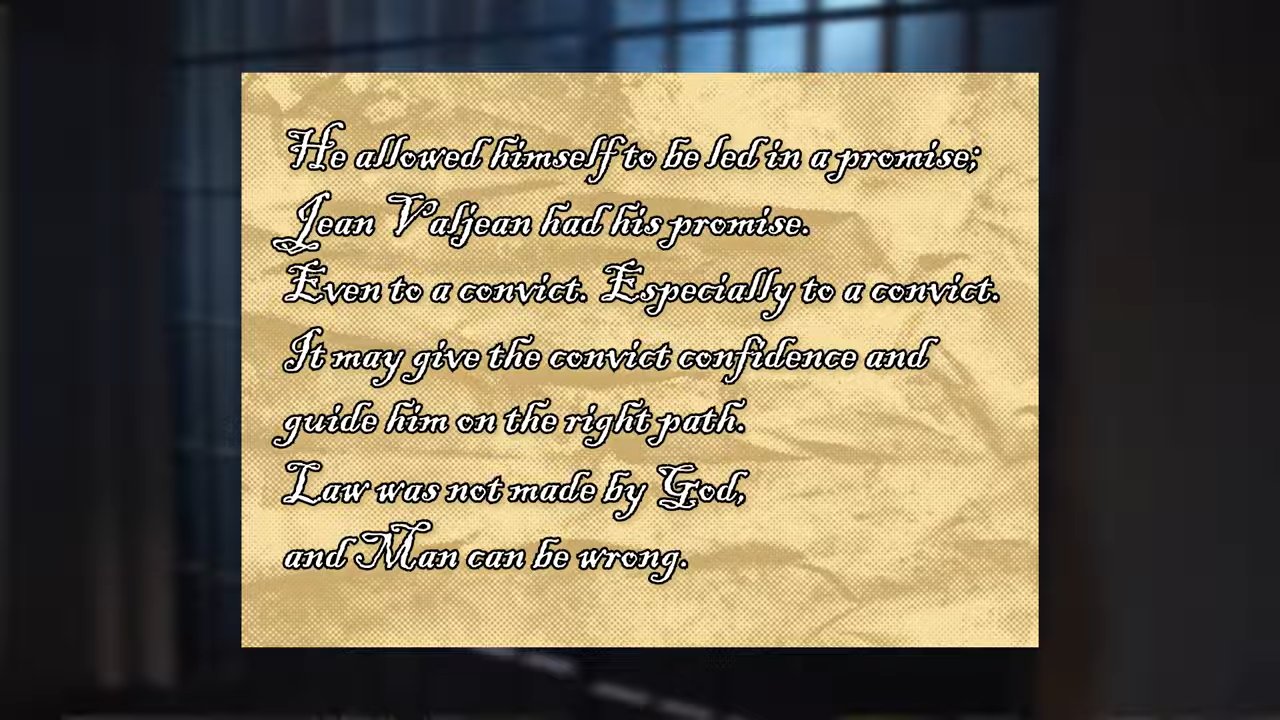 He allowed himself to be led in a promise;
Jean Valjean had his promise.
Even to a convict. Especially to a convict.
It may give the convict confidence and
guide him on the right path.
Law was not made by God,
and Man can be wrong.